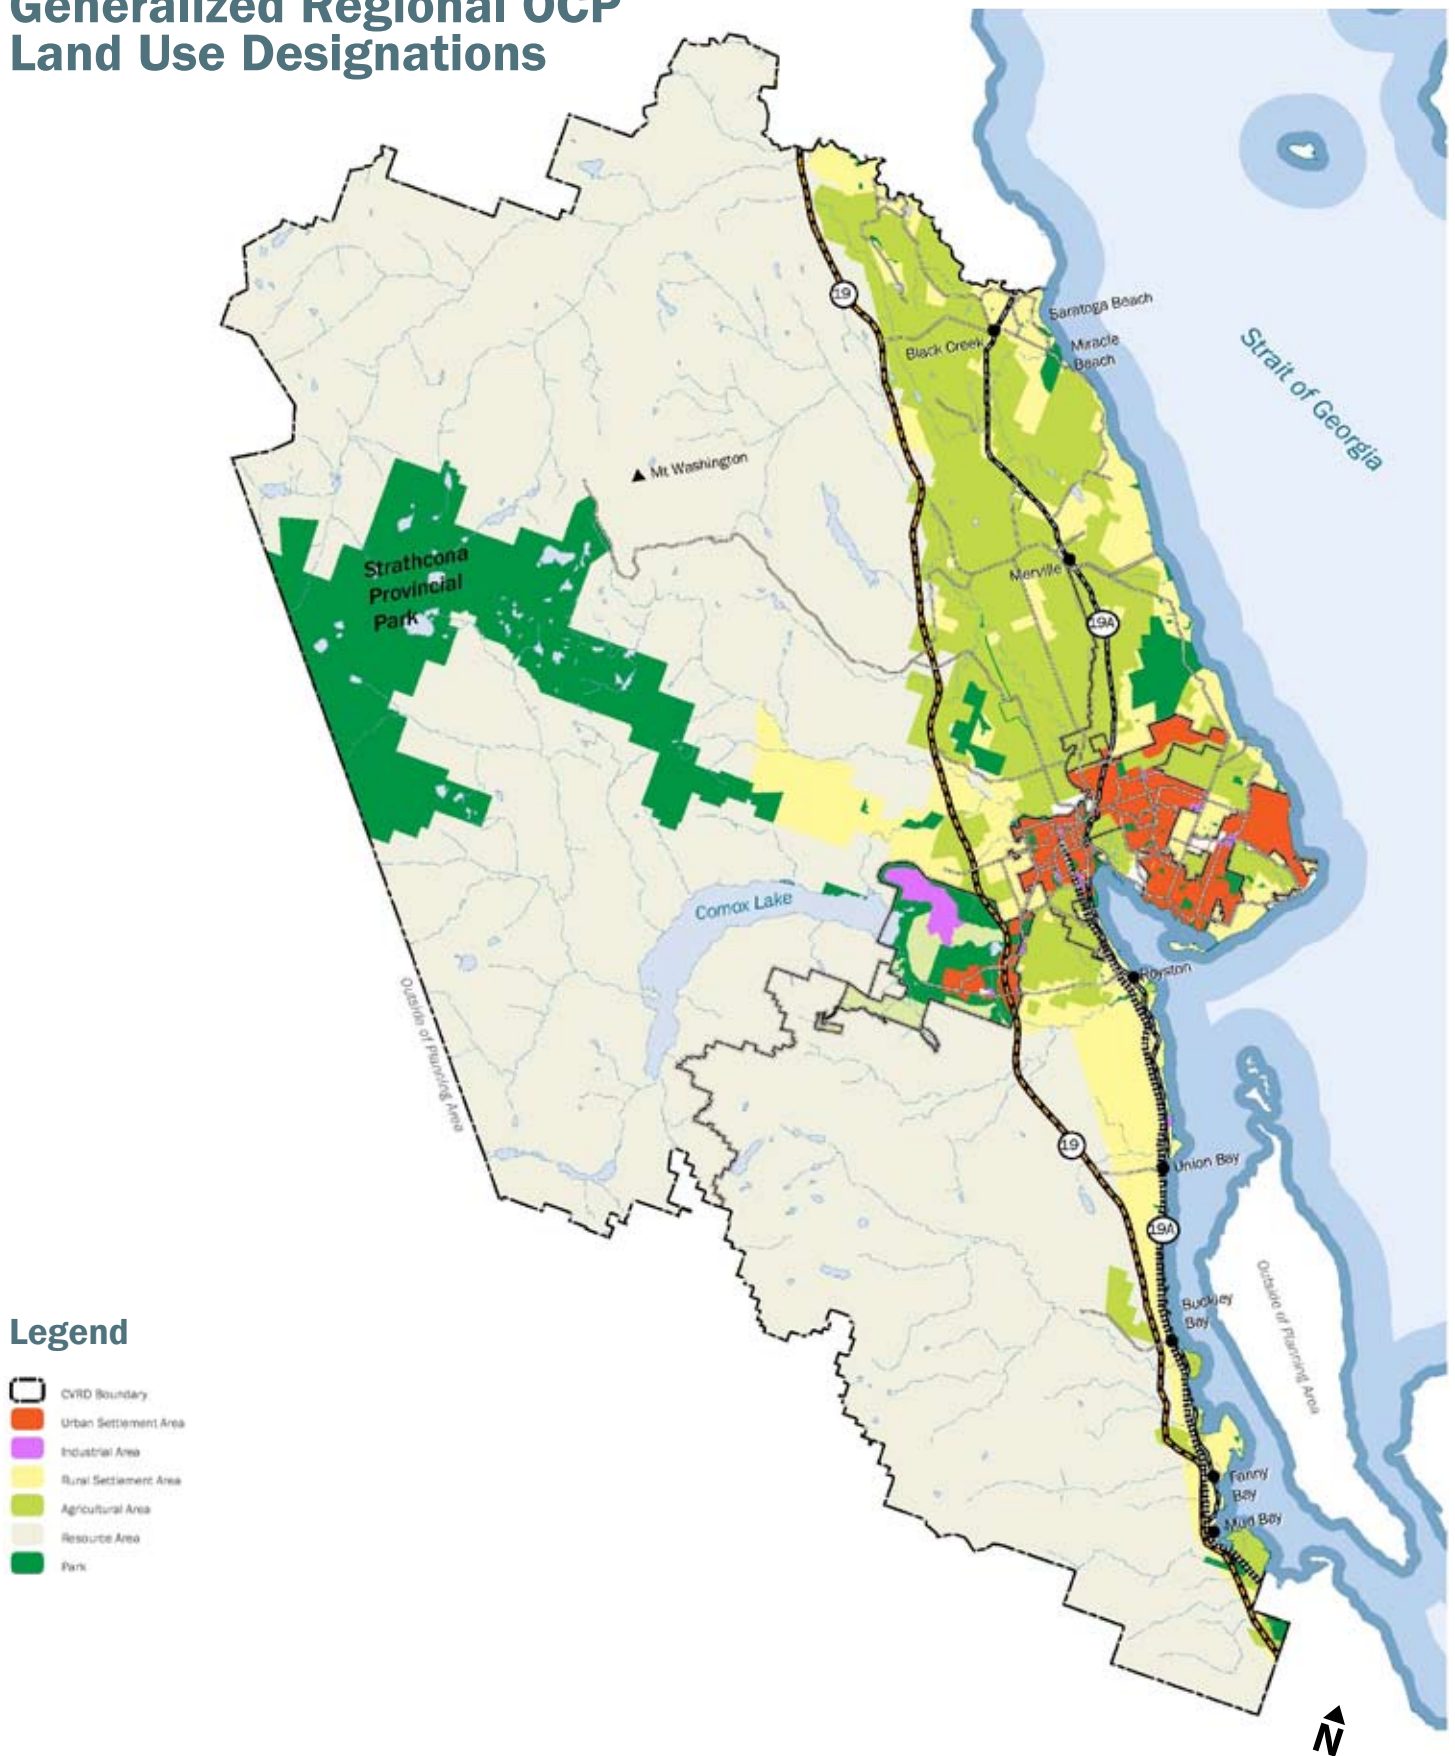 Generalized Regional OCP
Land Use Designations
19
Saratoga Beach
Black Creek
Miracle
Beach
Strait of Georgia
Mt Washington
Strathcona
Provincial
Park
Merville
19A
Comox Lake
Royston
Outside of Planning Area
19
Union Bay
19A
Outside of Planning Area
Buckley
Bay
Fanny
Bay
Mud Bay
Legend
CVRD Boundary
Urban Settlement Area
Industrial Area
Rural Settlement Area
Agricultural Area
Resource Area
Park
N